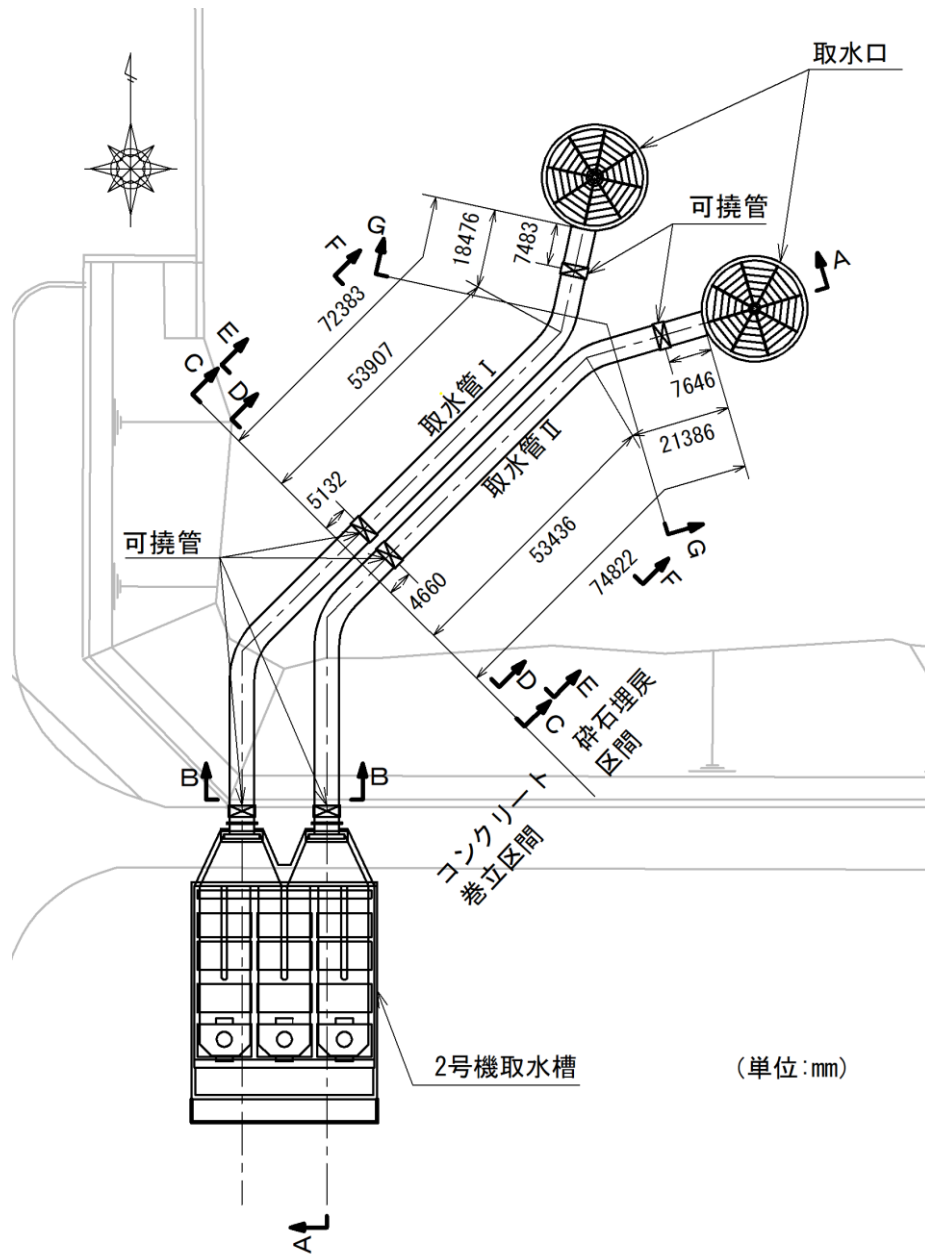 取水口
可撓管
A
G
F
18476
7483
72383
53907
E
C
D
取水管Ⅰ
取水管Ⅱ
7646
21386
5132
可撓管
4660
53436
74822
G
F
D
E
C
砕石埋戻
区間
コンクリート
巻立区間
B
B
2号機取水槽
(単位:mm)
A